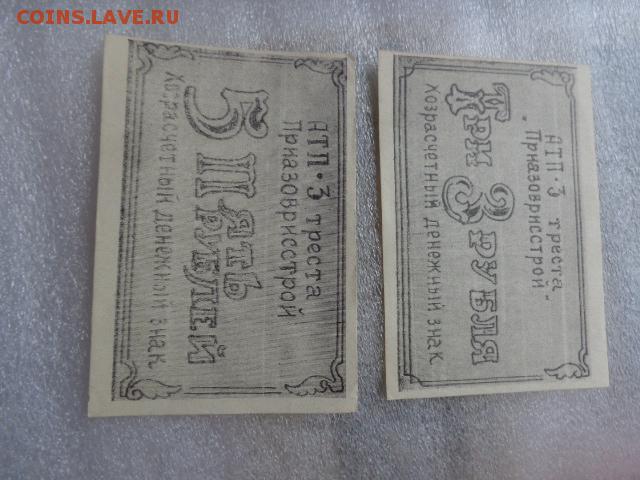 COINS.LAVE.RU
АТП-3 треста
Приазоврисстрой
5 ПЯТЬ
РУБЛЕЙ
Хозрасчетный денежный знак
АТП-3 треста
"Приазоврисстрой"
ТРИ 3 РУБЛЯ
Хозрасчетный денежный знак